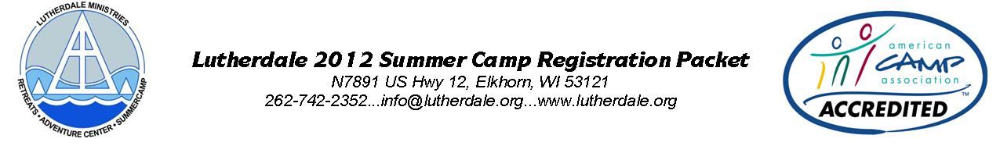 LUTHERDALE MINISTRIES
RETREATS • ADVENTURE CENTER • SUMMERCAMP
Lutherdale 2012 Summer Camp Registration Packet
N7891 US Hwy 12, Elkhorn, WI 53121
262-742-2352...info@lutherdale.org...www.lutherdale.org
american
CAMP
association
TM
ACCREDITED